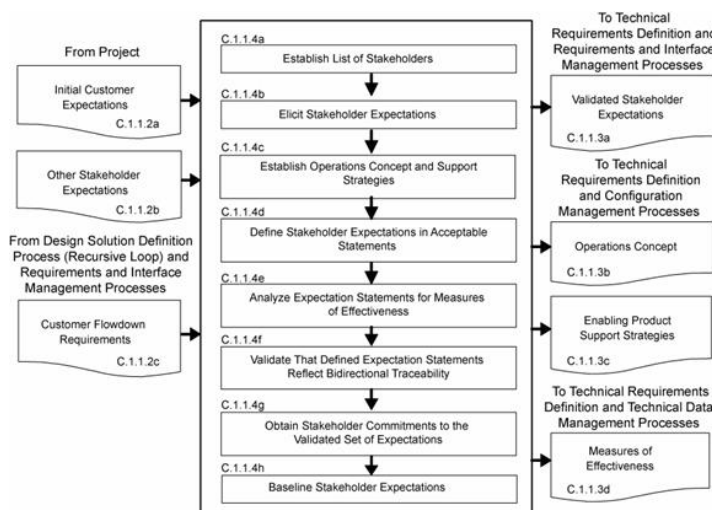 From Project
Initial Customer
Expectations
C.1.1.2a
Other Stakeholder
Expectations
C.1.1.2b
From Design Solution Definition
Process (Recursive Loop) and
Requirements and Interface
Management Processes
Customer Flowdown
Requirements
C.1.1.2c
C.1.1.4a
Establish List of Stakeholders
C.1.1.4b
Elicit Stakeholder Expectations
C.1.1.4c
Establish Operations Concept and Support
Strategies
C.1.1.4d
Define Stakeholder Expectations in Acceptable
Statements
C.1.1.4e
Analyze Expectation Statements for Measures
of Effectiveness
C.1.1.4f
Validate That Defined Expectation Statements
Reflect Bidirectional Traceability
C.1.1.4g
Obtain Stakeholder Commitments to the
Validated Set of Expectations
C.1.1.4h
Baseline Stakeholder Expectations
To Technical
Requirements Definition and
Requirements and Interface
Management Processes
Validated Stakeholder
Expectations
C.1.1.3a
To Technical
Requirements Definition
and Configuration
Management Processes
Operations Concept
C.1.1.3b
Enabling Product
Support Strategies
C.1.1.3c
To Technical Requirements
Definition and Technical Data
Management Processes
Measures of
Effectiveness
C.1.1.3d